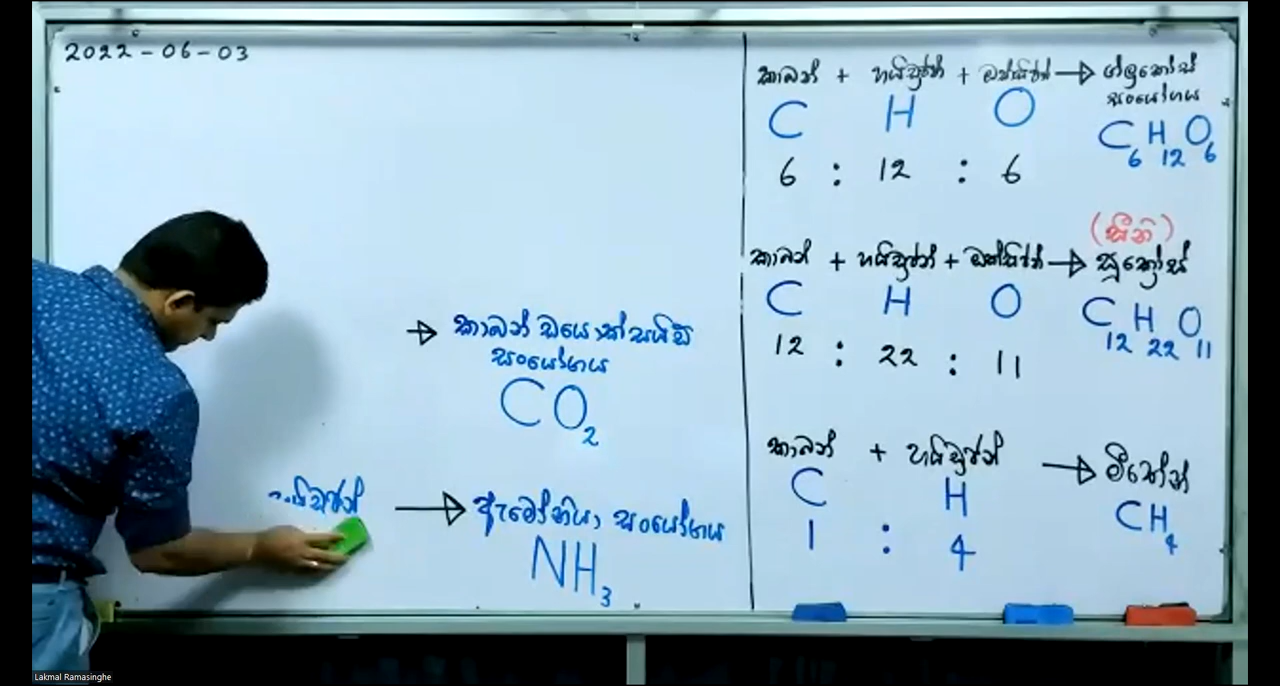 2022-06-03
→ කාබන් ඩයොක්සයිඩ්
සංයෝගය
CO₂
→ ඇමෝනියා සංයෝගය
NH₃
කාබන් + හයිඩ්‍රජන් + ඔක්සිජන් → ග්ලූකෝස්
සංයෝගය
C H O C₆H₁₂O₆
6 : 12 : 6
(සීනි)
කාබන් + හයිඩ්‍රජන් + ඔක්සිජන් → සුක්‍රෝස්
C H O C₁₂H₂₂O₁₁
12 : 22 : 11
කාබන් + හයිඩ්‍රජන් → මීතේන්
C H CH₄
1 : 4
Lakmal Ramasinghe